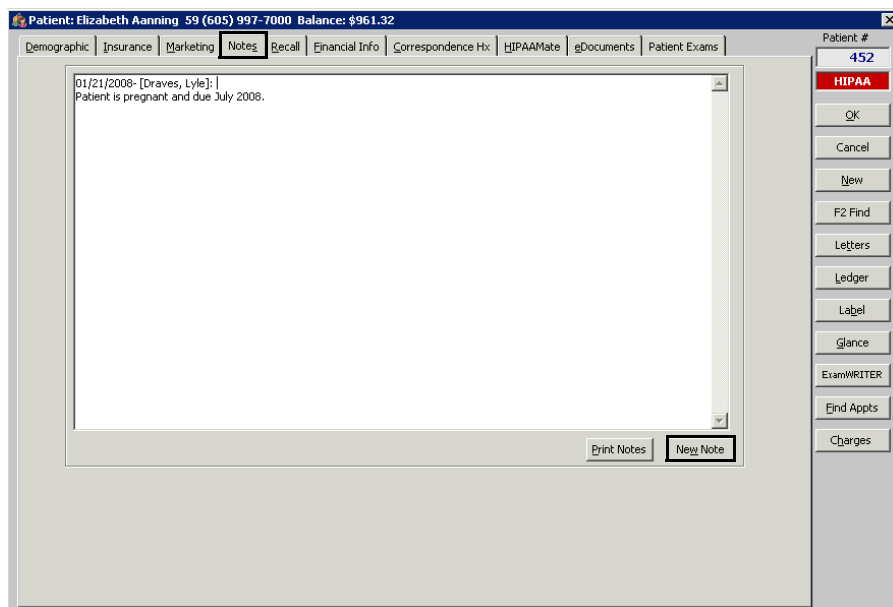 Patient: Elizabeth Aanning 59 (605) 997-7000 Balance: $961.32
Demographic Insurance Marketing Notes Recall Financial Info Correspondence Hx HIPAAMate eDocuments Patient Exams
Patient #
452
HIPAA
01/21/2008- [Draves, Lyle]:
Patient is pregnant and due July 2008.
OK
Cancel
New
F2 Find
Letters
Ledger
Label
Glance
ExamWRITER
Find Appts
Charges
Print Notes New Note